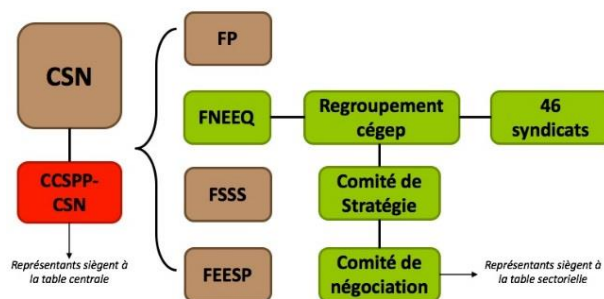 CSN
CCSPP-
CSN
Représentants siègent à
la table centrale
FP
FNEEQ
FSSS
FEESP
Regroupement
cégep
46
syndicats
Comité de
Stratégie
Comité de
négociation
Représentants siègent à
la table sectorielle